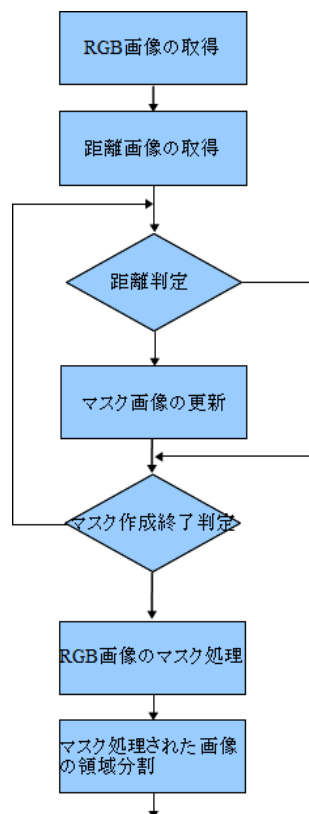 RGB画像の取得
距離画像の取得
距離判定
マスク画像の更新
マスク作成終了判定
RGB画像のマスク処理
マスク処理された画像
の領域分割